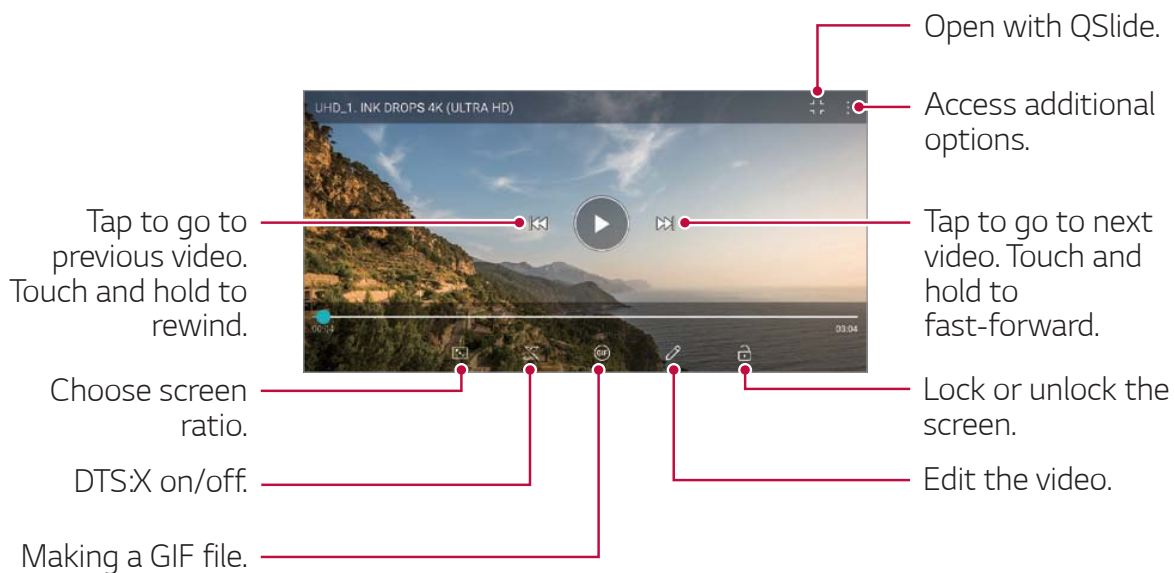 Open with QSlide.
UHD_1. INK DROPS 4K (ULTRA HD)
Access additional
options.
Tap to go to
previous video.
Touch and hold to
rewind.
Tap to go to next
video. Touch and
hold to
fast-forward.
00:04
03:04
GIF
Choose screen
ratio.
Lock or unlock the
screen.
DTS:X on/off.
Edit the video.
Making a GIF file.